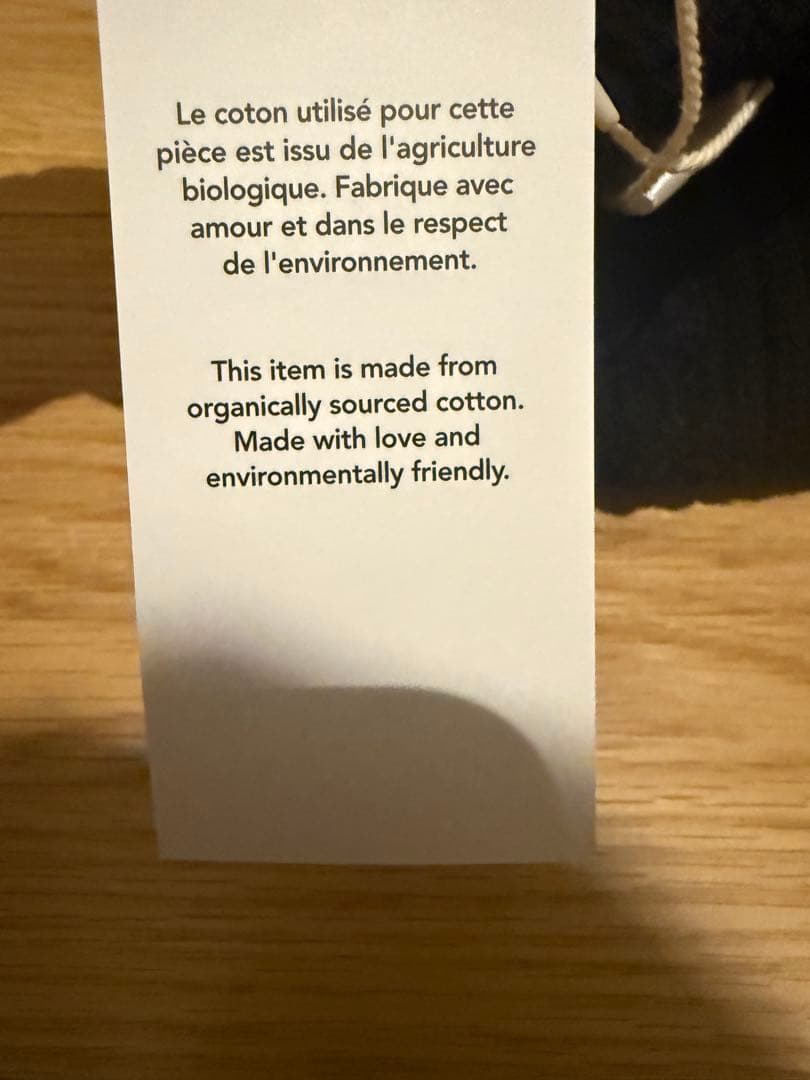 Le coton utilisé pour cette
pièce est issu de l'agriculture
biologique. Fabrique avec
amour et dans le respect
de l'environnement.
This item is made from
organically sourced cotton.
Made with love and
environmentally friendly.